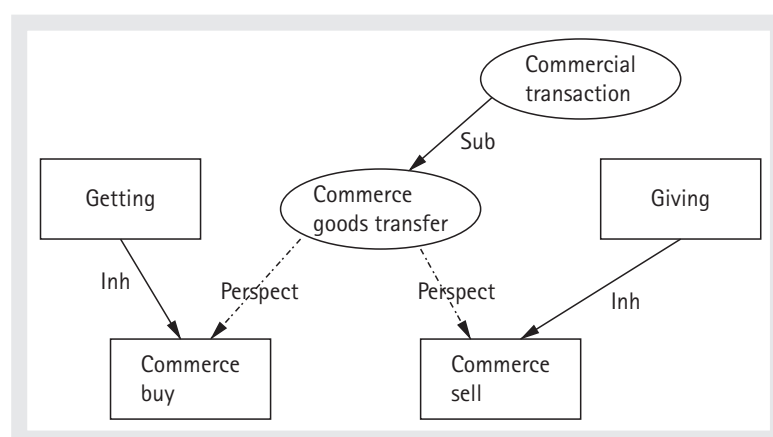 Commercial
transaction
Sub
Getting
Commerce
goods transfer
Giving
Inh
Perspect
Perspect
Inh
Commerce
buy
Commerce
sell